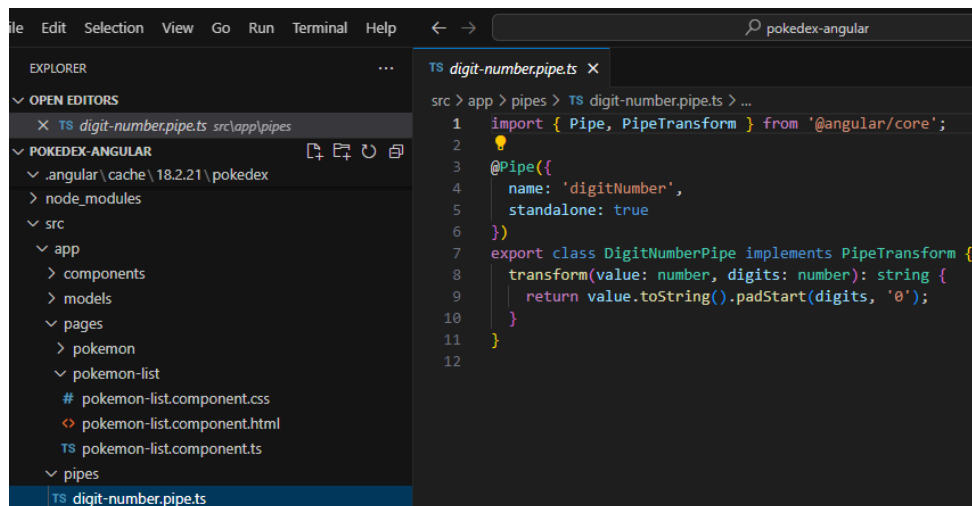 ile Edit Selection View Go Run Terminal Help
pokedex-angular
EXPLORER
OPEN EDITORS
TS digit-number.pipe.ts src\app\pipes
POKEDEX-ANGULAR
.angular\cache\18.2.21\pokedex
node_modules
src
app
components
models
pages
pokemon
pokemon-list
# pokemon-list.component.css
<> pokemon-list.component.html
TS pokemon-list.component.ts
pipes
TS digit-number.pipe.ts
TS digit-number.pipe.ts
src > app > pipes > TS digit-number.pipe.ts > ...
1 import { Pipe, PipeTransform } from '@angular/core';
2
3 @Pipe({
4 name: 'digitNumber',
5 standalone: true
6 })
7 export class DigitNumberPipe implements PipeTransform {
8 transform(value: number, digits: number): string {
9 return value.toString().padStart(digits, '0');
10 }
11 }
12